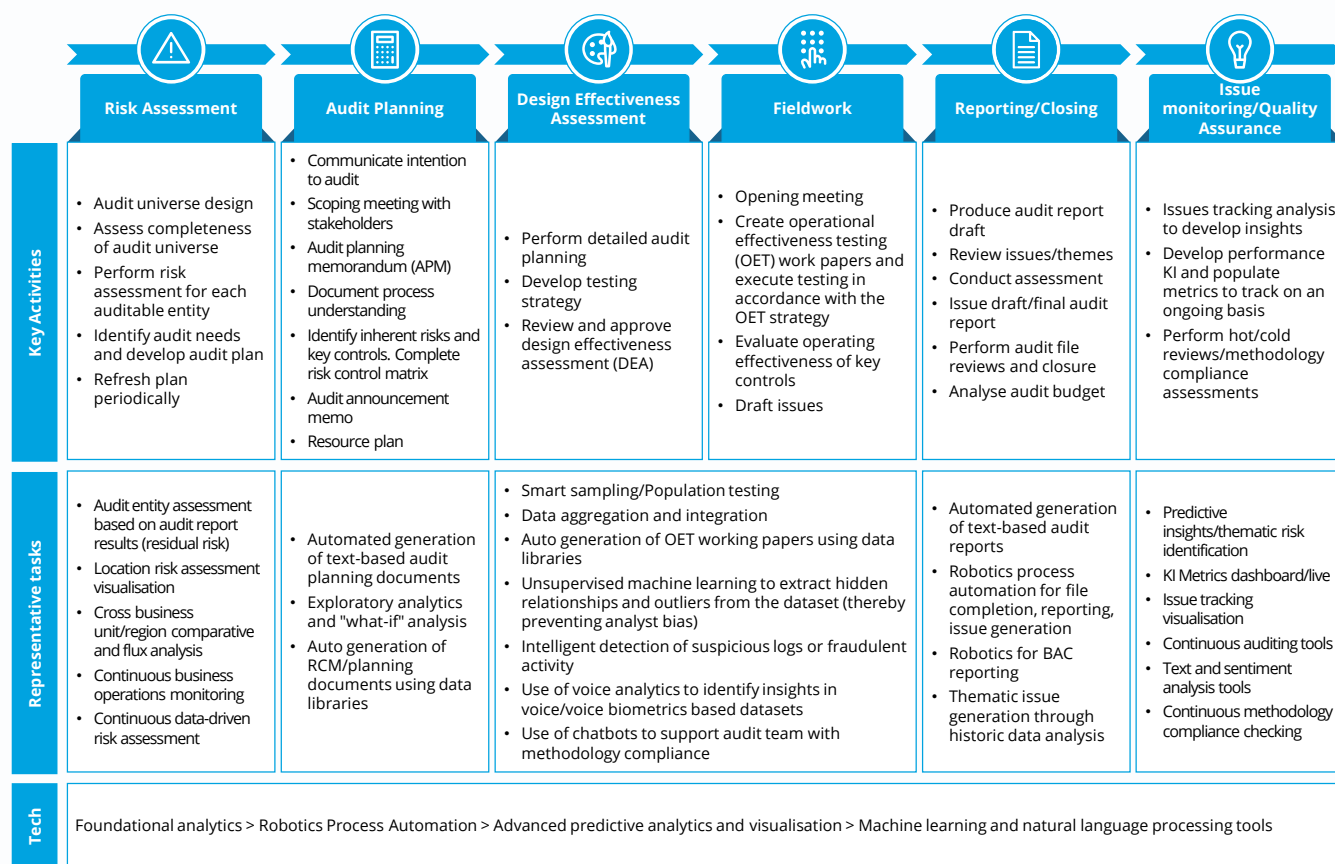 Risk Assessment
Audit Planning
Design Effectiveness
Assessment
Fieldwork
Reporting/Closing
Issue
monitoring/Quality
Assurance
Key Activities
• Audit universe design
• Assess completeness
of audit universe
• Perform risk
assessment for each
auditable entity
• Identify audit needs
and develop audit plan
• Refresh plan
periodically
• Communicate intention
to audit
• Scoping meeting with
stakeholders
• Audit planning
memorandum (APM)
• Document process
understanding
• Identify inherent risks and
key controls. Complete
risk control matrix
• Audit announcement
memo
• Resource plan
• Perform detailed audit
planning
• Develop testing
strategy
• Review and approve
design effectiveness
assessment (DEA)
• Opening meeting
• Create operational
effectiveness testing
(OET) work papers and
execute testing in
accordance with the
OET strategy
• Evaluate operating
effectiveness of key
controls
• Draft issues
• Produce audit report
draft
• Review issues/themes
• Conduct assessment
• Issue draft/final audit
report
• Perform audit file
reviews and closure
• Analyse audit budget
• Issues tracking analysis
to develop insights
• Develop performance
KI and populate
metrics to track on an
ongoing basis
• Perform hot/cold
reviews/methodology
compliance
assessments
Representative tasks
• Audit entity assessment
based on audit report
results (residual risk)
• Location risk assessment
visualisation
• Cross business
unit/region comparative
and flux analysis
• Continuous business
operations monitoring
• Continuous data-driven
risk assessment
• Automated generation
of text-based audit
planning documents
• Exploratory analytics
and "what-if" analysis
• Auto generation of
RCM/planning
documents using data
libraries
• Smart sampling/Population testing
• Data aggregation and integration
• Auto generation of OET working papers using data
libraries
• Unsupervised machine learning to extract hidden
relationships and outliers from the dataset (thereby
preventing analyst bias)
• Intelligent detection of suspicious logs or fraudulent
activity
• Use of voice analytics to identify insights in
voice/voice biometrics based datasets
• Use of chatbots to support audit team with
methodology compliance
• Automated generation
of text-based audit
reports
• Robotics process
automation for file
completion, reporting,
issue generation
• Robotics for BAC
reporting
• Thematic issue
generation through
historic data analysis
• Predictive
insights/thematic risk
identification
• KI Metrics dashboard/live
• Issue tracking
visualisation
• Continuous auditing tools
• Text and sentiment
analysis tools
• Continuous methodology
compliance checking
Tech
Foundational analytics > Robotics Process Automation > Advanced predictive analytics and visualisation > Machine learning and natural language processing tools